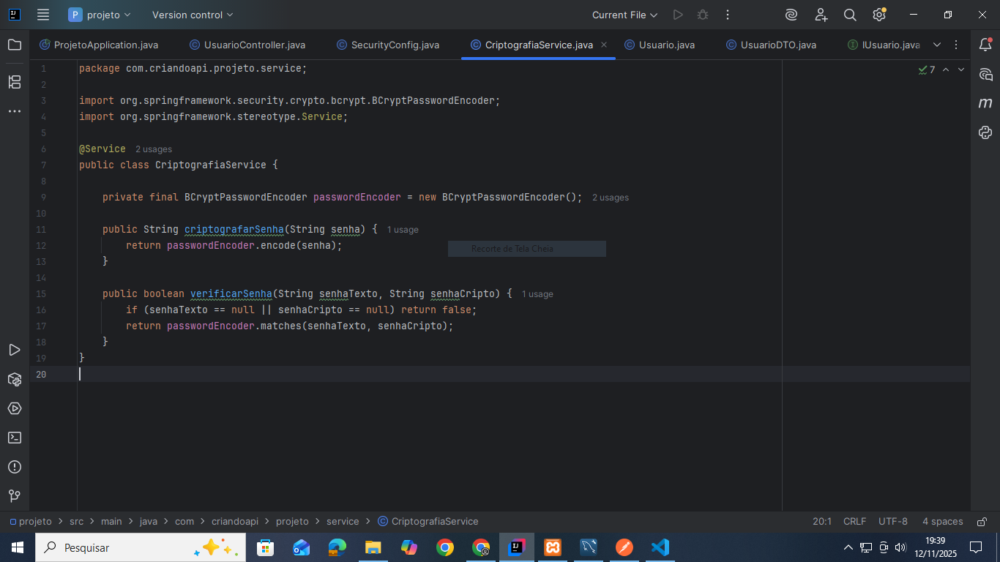 P projeto Version control Current File
ProjetoApplication.java UsuarioController.java SecurityConfig.java CriptografiaService.java Usuario.java UsuarioDTO.java IUsuario.java
1 package com.criandoapi.projeto.service; 7
2
3 import org.springframework.security.crypto.bcrypt.BCryptPasswordEncoder;
4 import org.springframework.stereotype.Service;
5
6 @Service 2 usages
7 public class CriptografiaService {
8
9 private final BCryptPasswordEncoder passwordEncoder = new BCryptPasswordEncoder(); 2 usages
10
11 public String criptografarSenha(String senha) { 1 usage
12 return passwordEncoder.encode(senha);
Recorte de Tela Cheia
13 }
14
15 public boolean verificarSenha(String senhaTexto, String senhaCripto) { 1 usage
16 if (senhaTexto == null || senhaCripto == null) return false;
17 return passwordEncoder.matches(senhaTexto, senhaCripto);
18 }
19 }
20
projeto > src > main > java > com > criandoapi > projeto > service > CriptografiaService 20:1 CRLF UTF-8 4 spaces
Pesquisar
19:39
12/11/2025